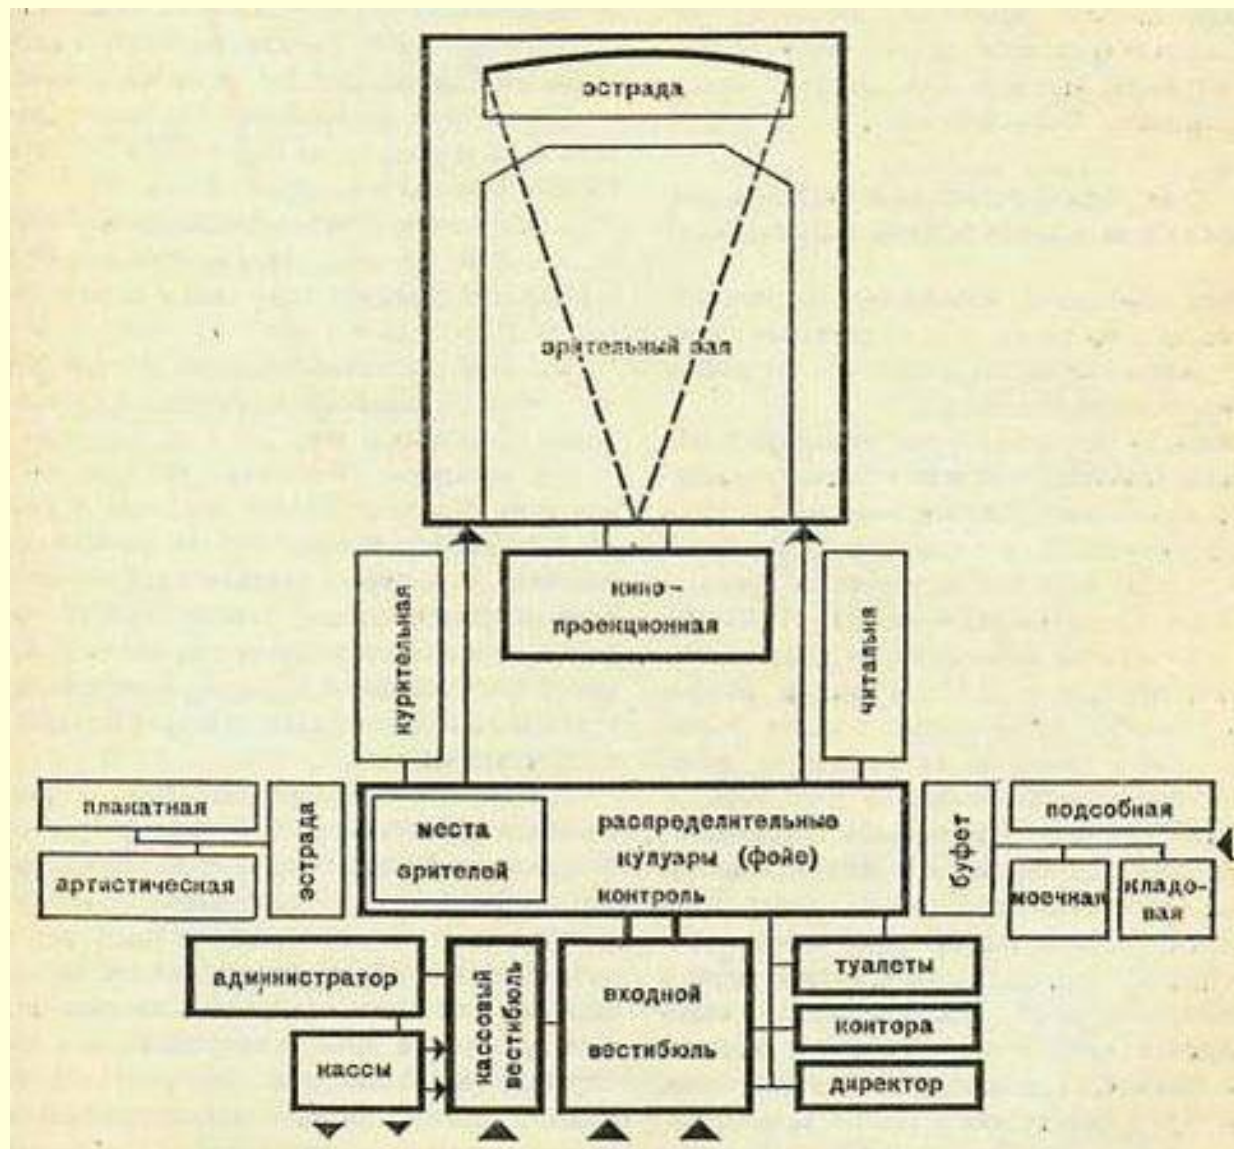 эстрада
зрительный зал
кино-
проекционная
курительная
читальня
плакатная
артистическая
эстрада
места
зрителей
распределительные
кулуары (фойе)
контроль
буфет
подсобная
моечная
кладо-
вая
администратор
кассы
кассовый
вестибюль
входной
вестибюль
туалеты
контора
директор